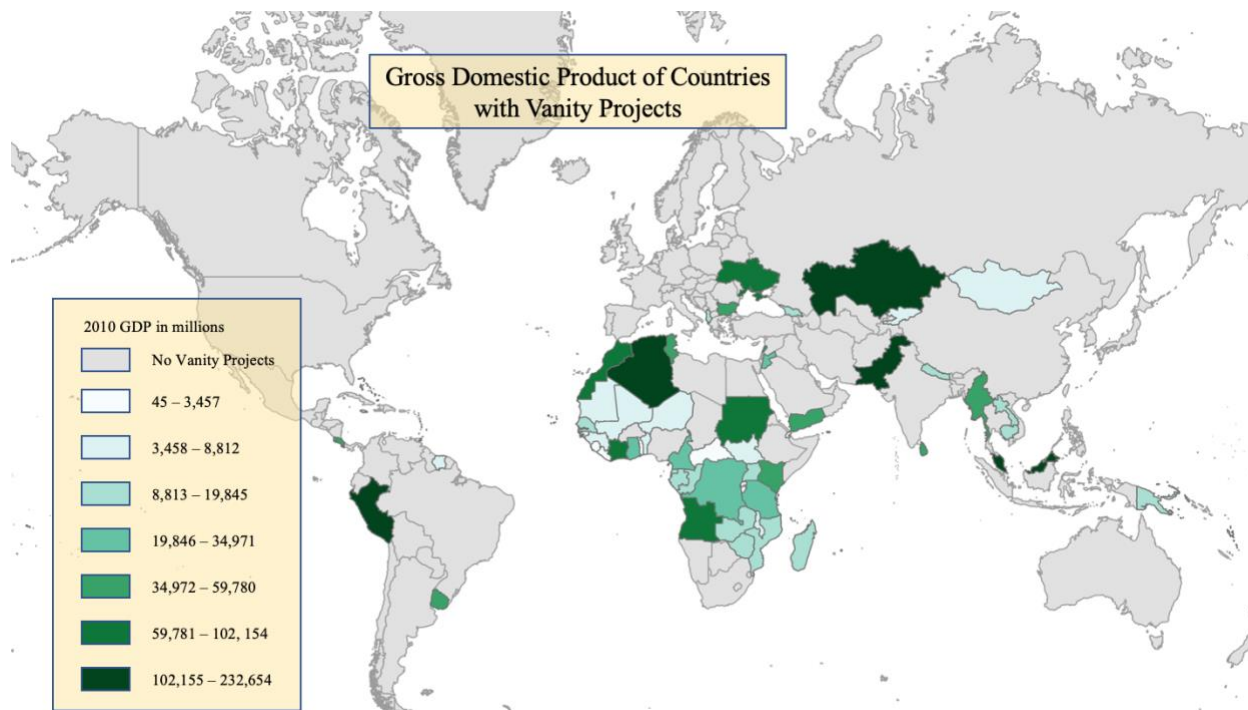 Gross Domestic Product of Countries
with Vanity Projects
2010 GDP in millions
No Vanity Projects
45 – 3,457
3,458 – 8,812
8,813 – 19,845
19,846 – 34,971
34,972 – 59,780
59,781 – 102, 154
102,155 – 232,654